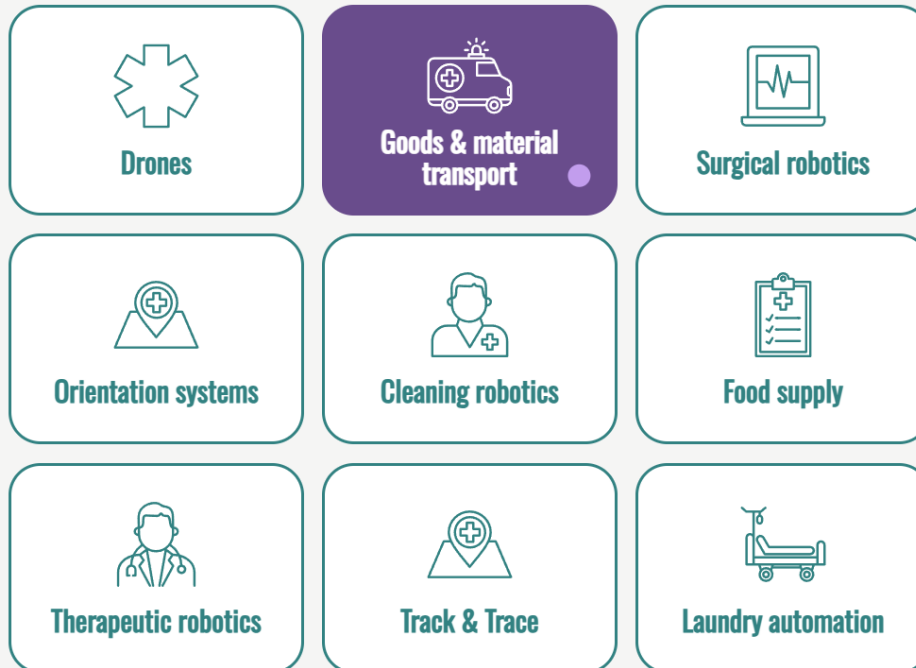 Drones
Goods & material
transport
Surgical robotics
Orientation systems
Cleaning robotics
Food supply
Therapeutic robotics
Track & Trace
Laundry automation